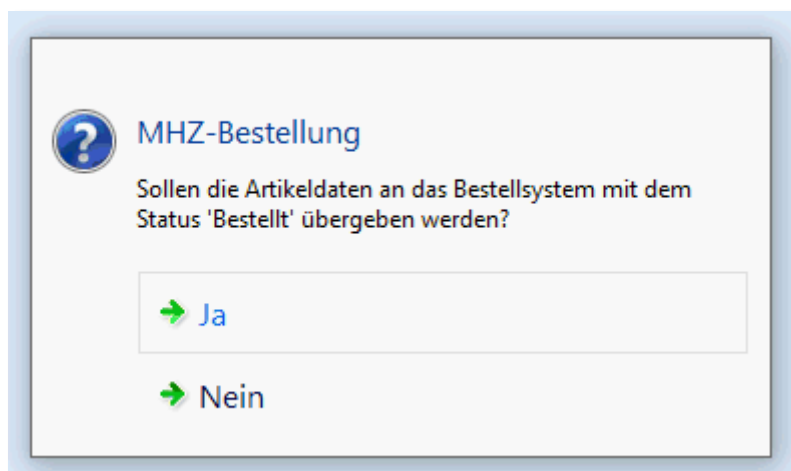 MHZ-Bestellung
Sollen die Artikeldaten an das Bestellsystem mit dem
Status 'Bestellt' übergeben werden?
Ja
Nein